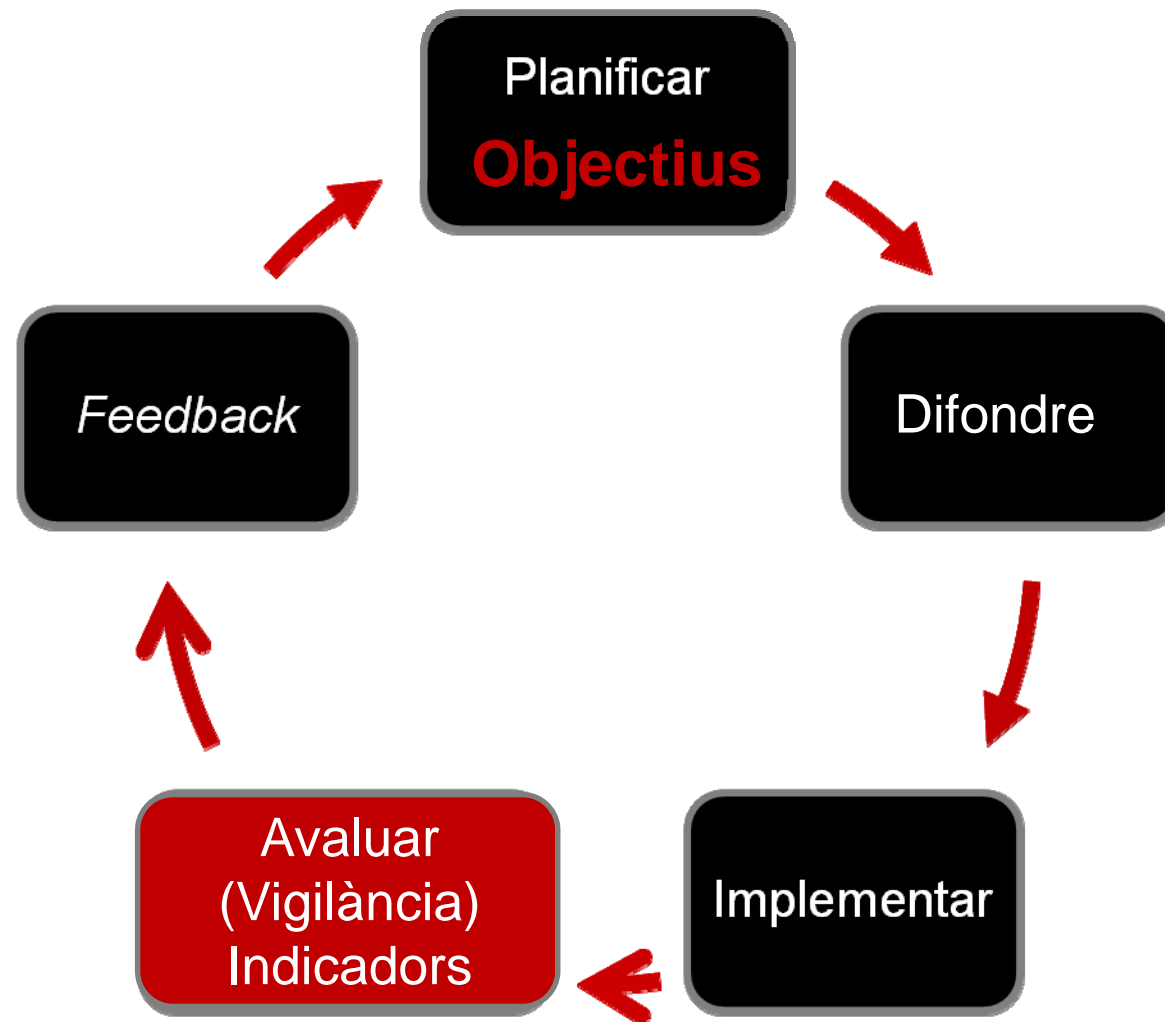 Planificar
Objectius
Difondre
Implementar
Avaluar
(Vigilància)
Indicadors
Feedback